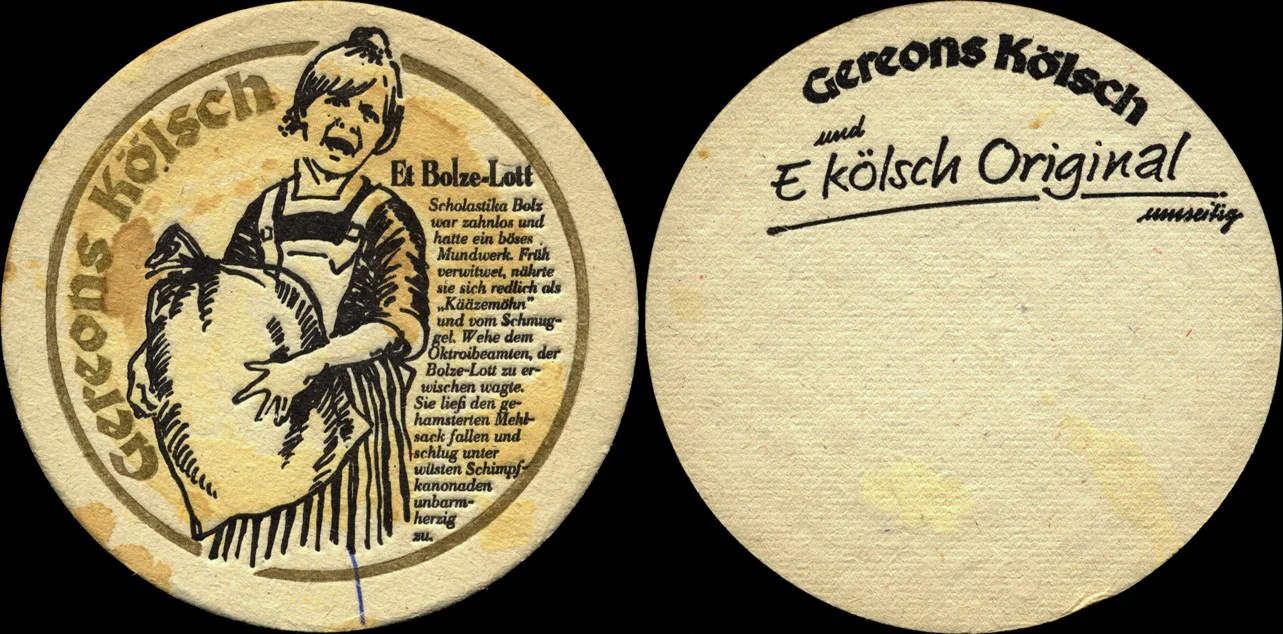 Gereons Kölsch
Et Bolze-Lott
Scholastika Bolz
war zahnlos und
hatte ein böses
Mundwerk. Früh
verwitwet, nährte
sie sich redlich als
„Kääzemöhn"
und vom Schmug-
gel. Wehe dem
Oktroibeamten, der
Bolze-Lott zu er-
wischen wagte.
Sie ließ den ge-
hamsterten Mehl-
sack fallen und
schlug unter
wüsten Schimpf-
kanonaden
unbarm-
herzig
zu.
Gereons Kölsch
und
E kölsch Original
umseitig